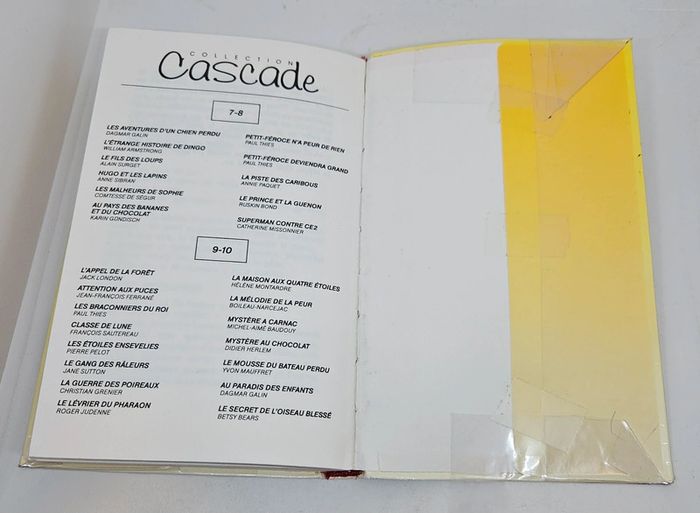 COLLECTION
Cascade
7-8
LES AVENTURES D'UN CHIEN PERDU
DAGMAR GALIN
L'ÉTRANGE HISTOIRE DE DINGO
WILLIAM ARMSTRONG
LE FILS DES LOUPS
ALAIN SURGET
HUGO ET LES LAPINS
ANNE SIBRAN
LES MALHEURS DE SOPHIE
COMTESSE DE SÉGUR
AU PAYS DES BANANES
ET DU CHOCOLAT
KARIN GÜNDISCH
PETIT-FÉROCE N'A PEUR DE RIEN
PAUL THIÈS
PETIT-FÉROCE DEVIENDRA GRAND
PAUL THIÈS
LA PISTE DES CARIBOUS
ANNIE PAQUET
LE PRINCE ET LA GUENON
RUSKIN BOND
SUPERMAN CONTRE CE2
CATHERINE MISSONNIER
9-10
L'APPEL DE LA FORÊT
JACK LONDON
ATTENTION AUX PUCES
JEAN-FRANÇOIS FERRANÉ
LES BRACONNIERS DU ROI
PAUL THIÈS
CLASSE DE LUNE
FRANÇOIS SAUTEREAU
LES ÉTOILES ENSEVELIES
PIERRE PELOT
LE GANG DES RÂLEURS
JANE SUTTON
LA GUERRE DES POIREAUX
CHRISTIAN GRENIER
LE LÉVRIER DU PHARAON
ROGER JUDENNE
LA MAISON AUX QUATRE ÉTOILES
HÉLÈNE MONTARDRE
LA MÉLODIE DE LA PEUR
BOILEAU-NARCEJAC
MYSTÈRE A CARNAC
MICHEL-AIMÉ BAUDOUY
MYSTÈRE AU CHOCOLAT
DIDIER HERLEM
LE MOUSSE DU BATEAU PERDU
YVON MAUFFRET
AU PARADIS DES ENFANTS
DAGMAR GALIN
LE SECRET DE L'OISEAU BLESSÉ
BETSY BEARS